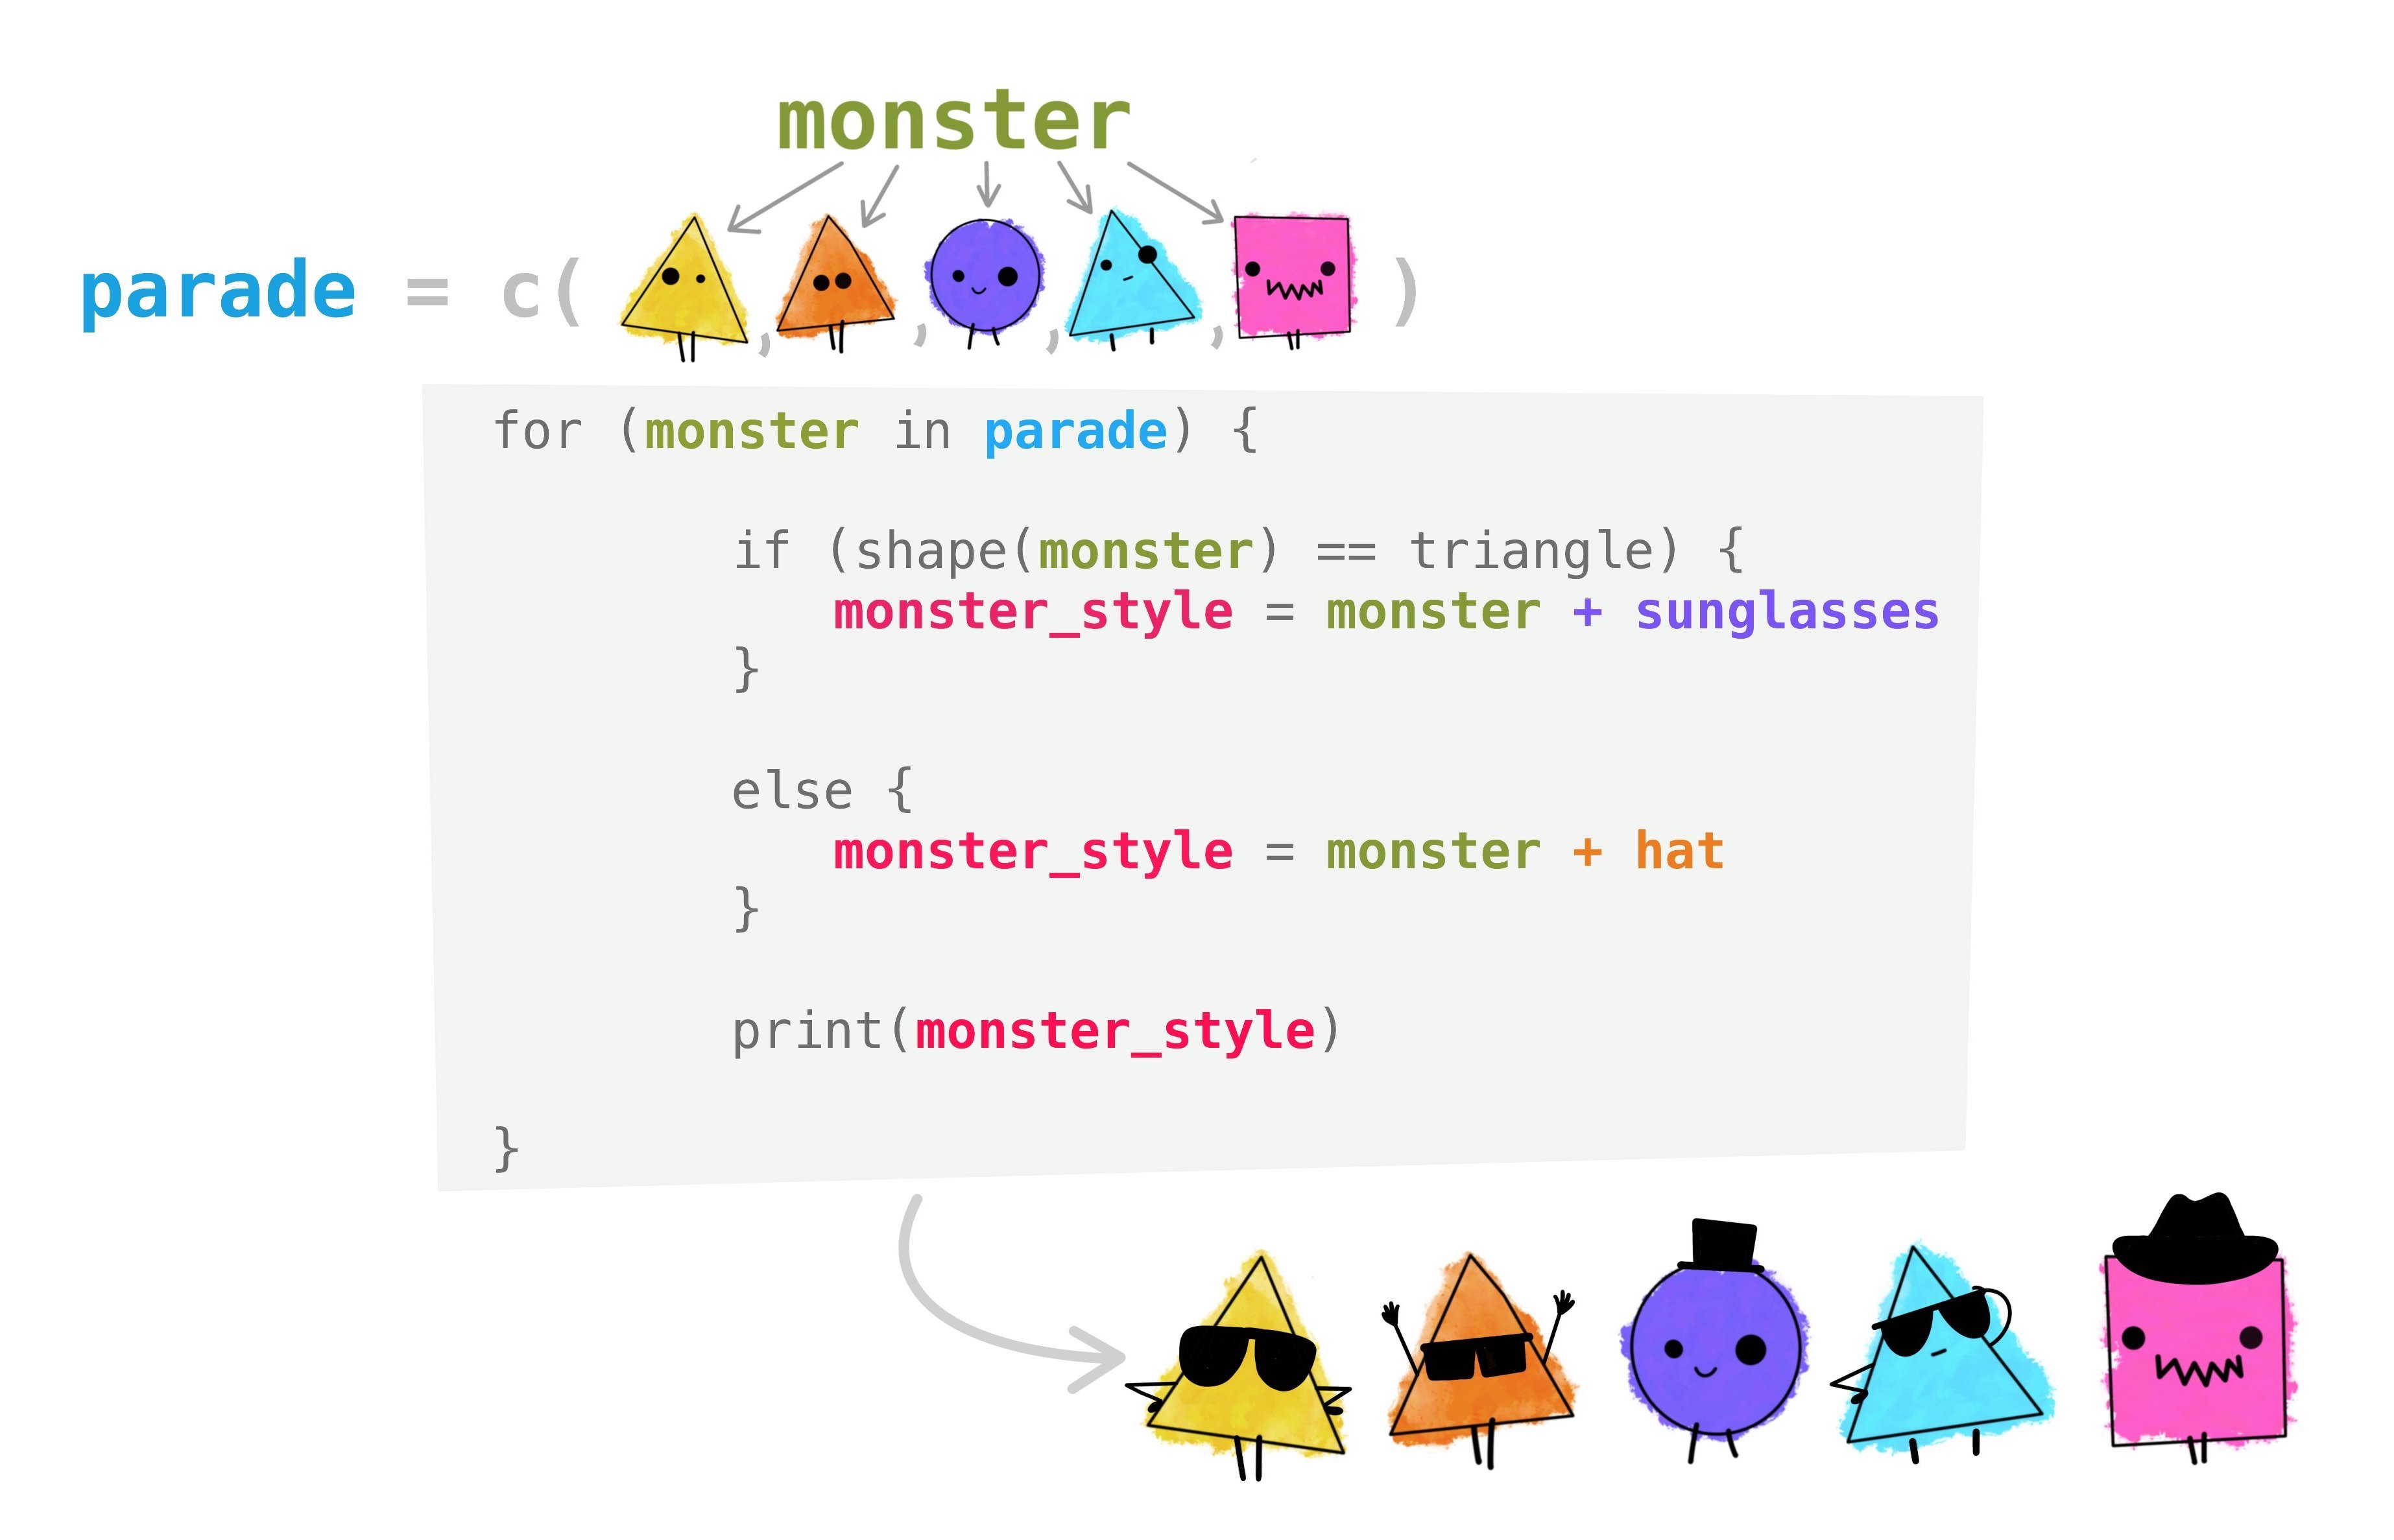 monster
parade = c( , , , , )
for (monster in parade) {
if (shape(monster) == triangle) {
monster_style = monster + sunglasses
}
else {
monster_style = monster + hat
}
print(monster_style)
}